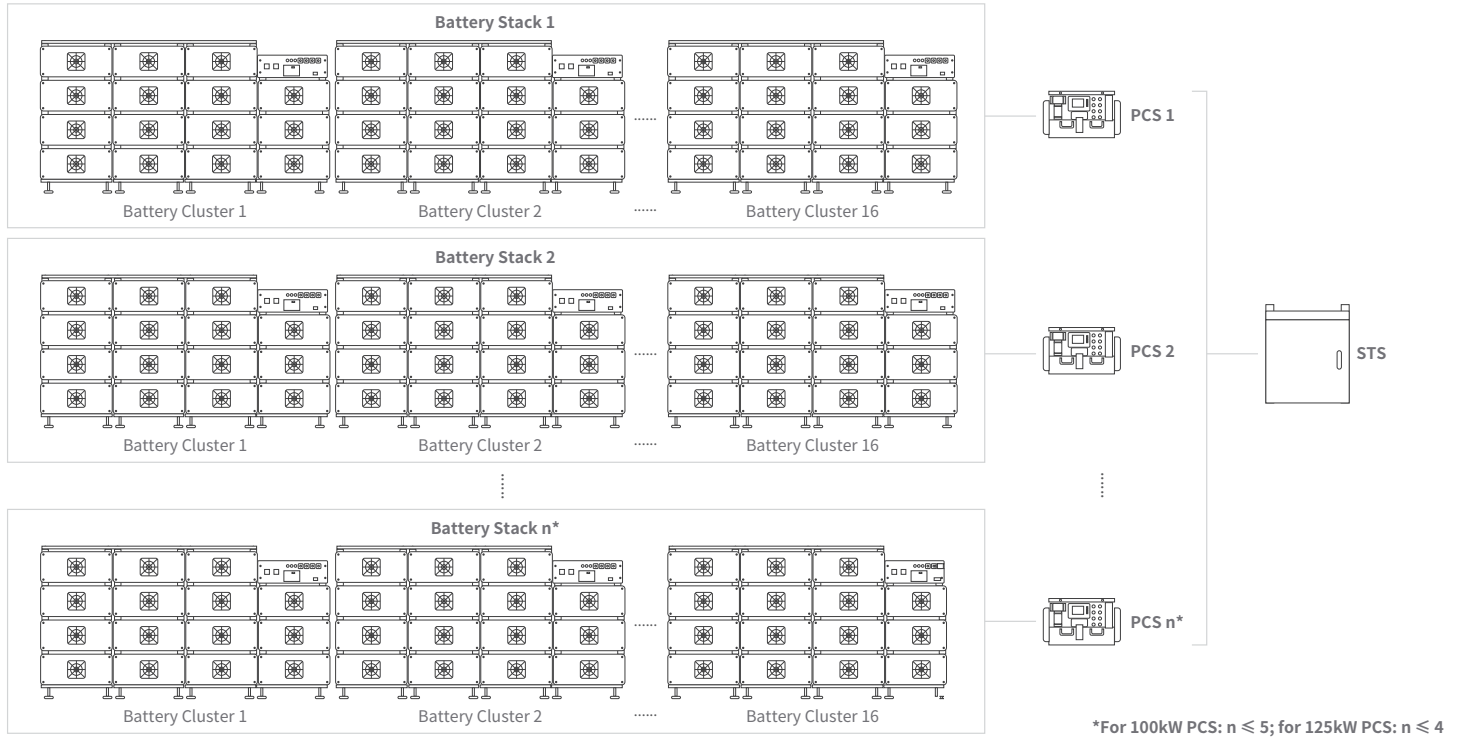 Battery Stack 1
Battery Cluster 1
Battery Cluster 2
......
Battery Cluster 16
......
PCS 1
Battery Stack 2
Battery Cluster 1
Battery Cluster 2
......
Battery Cluster 16
......
PCS 2
STS
Battery Stack n*
Battery Cluster 1
Battery Cluster 2
......
Battery Cluster 16
......
PCS n*
*For 100kW PCS: n ⩽ 5; for 125kW PCS: n ⩽ 4